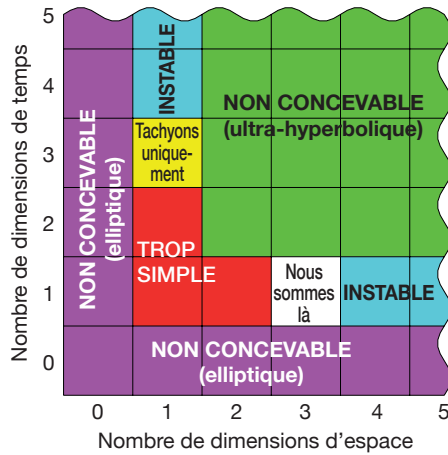 Nombre de dimensions de temps
5
4
3
2
1
0
NON CONCEVABLE
(elliptique)
INSTABLE
NON CONCEVABLE
(ultra-hyperbolique)
Tachyons
unique-
ment
TROP
SIMPLE
Nous
sommes
là
INSTABLE
NON CONCEVABLE
(elliptique)
0 1 2 3 4 5
Nombre de dimensions d'espace